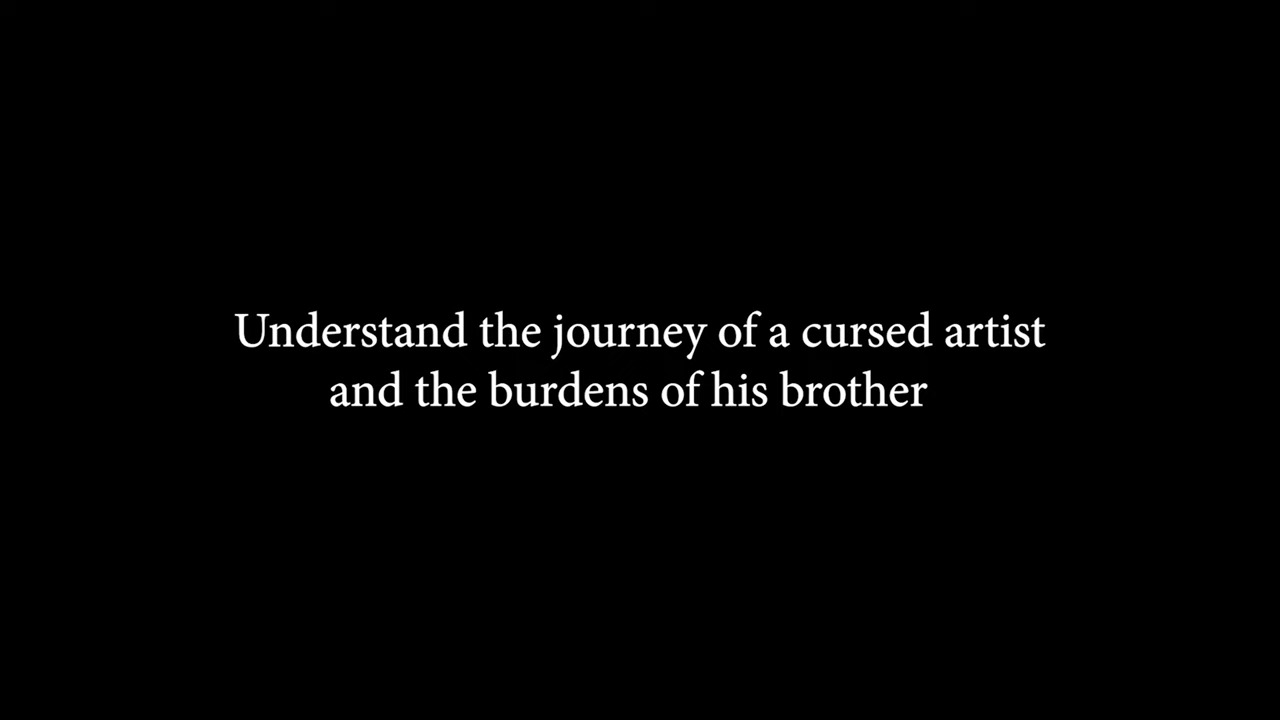 Understand the journey of a cursed artist
and the burdens of his brother